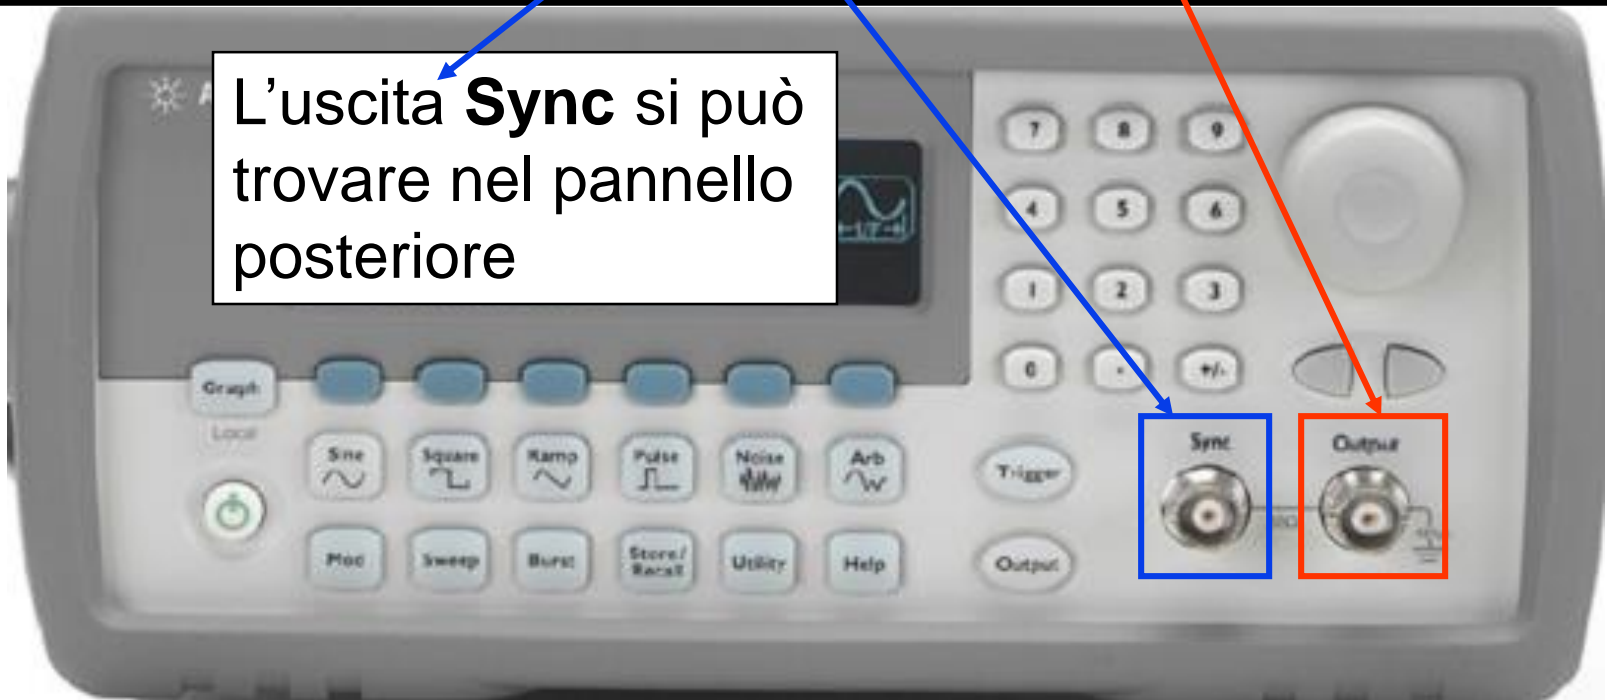 L'uscita Sync si può
trovare nel pannello
posteriore
7 8 9
4 5 6
1 2 3
0 . +/-
Graph
Local
Sync Output
Sine Square Ramp Pulse Noise Arb
Trigger
Mod Sweep Burst Store/ Utility Help
Recall
Output